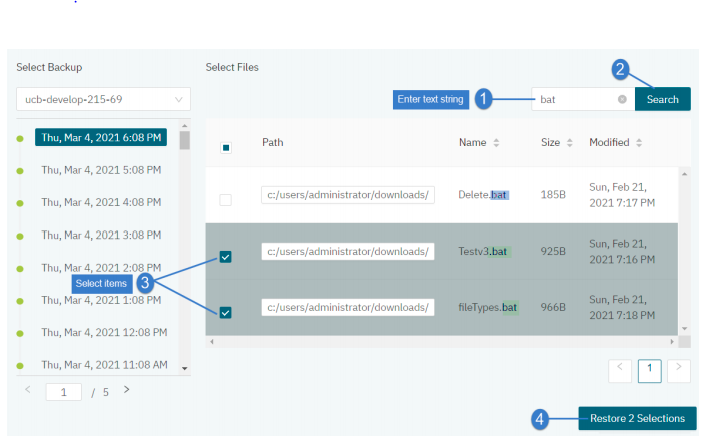 Select Backup
Select Files
2
ucb-develop-215-69
Enter text string
1
bat
Search
Thu, Mar 4, 2021 6:08 PM
Thu, Mar 4, 2021 5:08 PM
Thu, Mar 4, 2021 4:08 PM
Thu, Mar 4, 2021 3:08 PM
Thu, Mar 4, 2021 2:08 PM
Select items
3
Thu, Mar 4, 2021 1:08 PM
Thu, Mar 4, 2021 12:08 PM
Thu, Mar 4, 2021 11:08 AM
< 1 / 5 >
Path Name Size Modified
c:/users/administrator/downloads/ Delete.bat 185B Sun, Feb 21,
2021 7:17 PM
c:/users/administrator/downloads/ Testv3.bat 925B Sun, Feb 21,
2021 7:16 PM
c:/users/administrator/downloads/ fileTypes.bat 966B Sun, Feb 21,
2021 7:18 PM
< 1 >
4
Restore 2 Selections